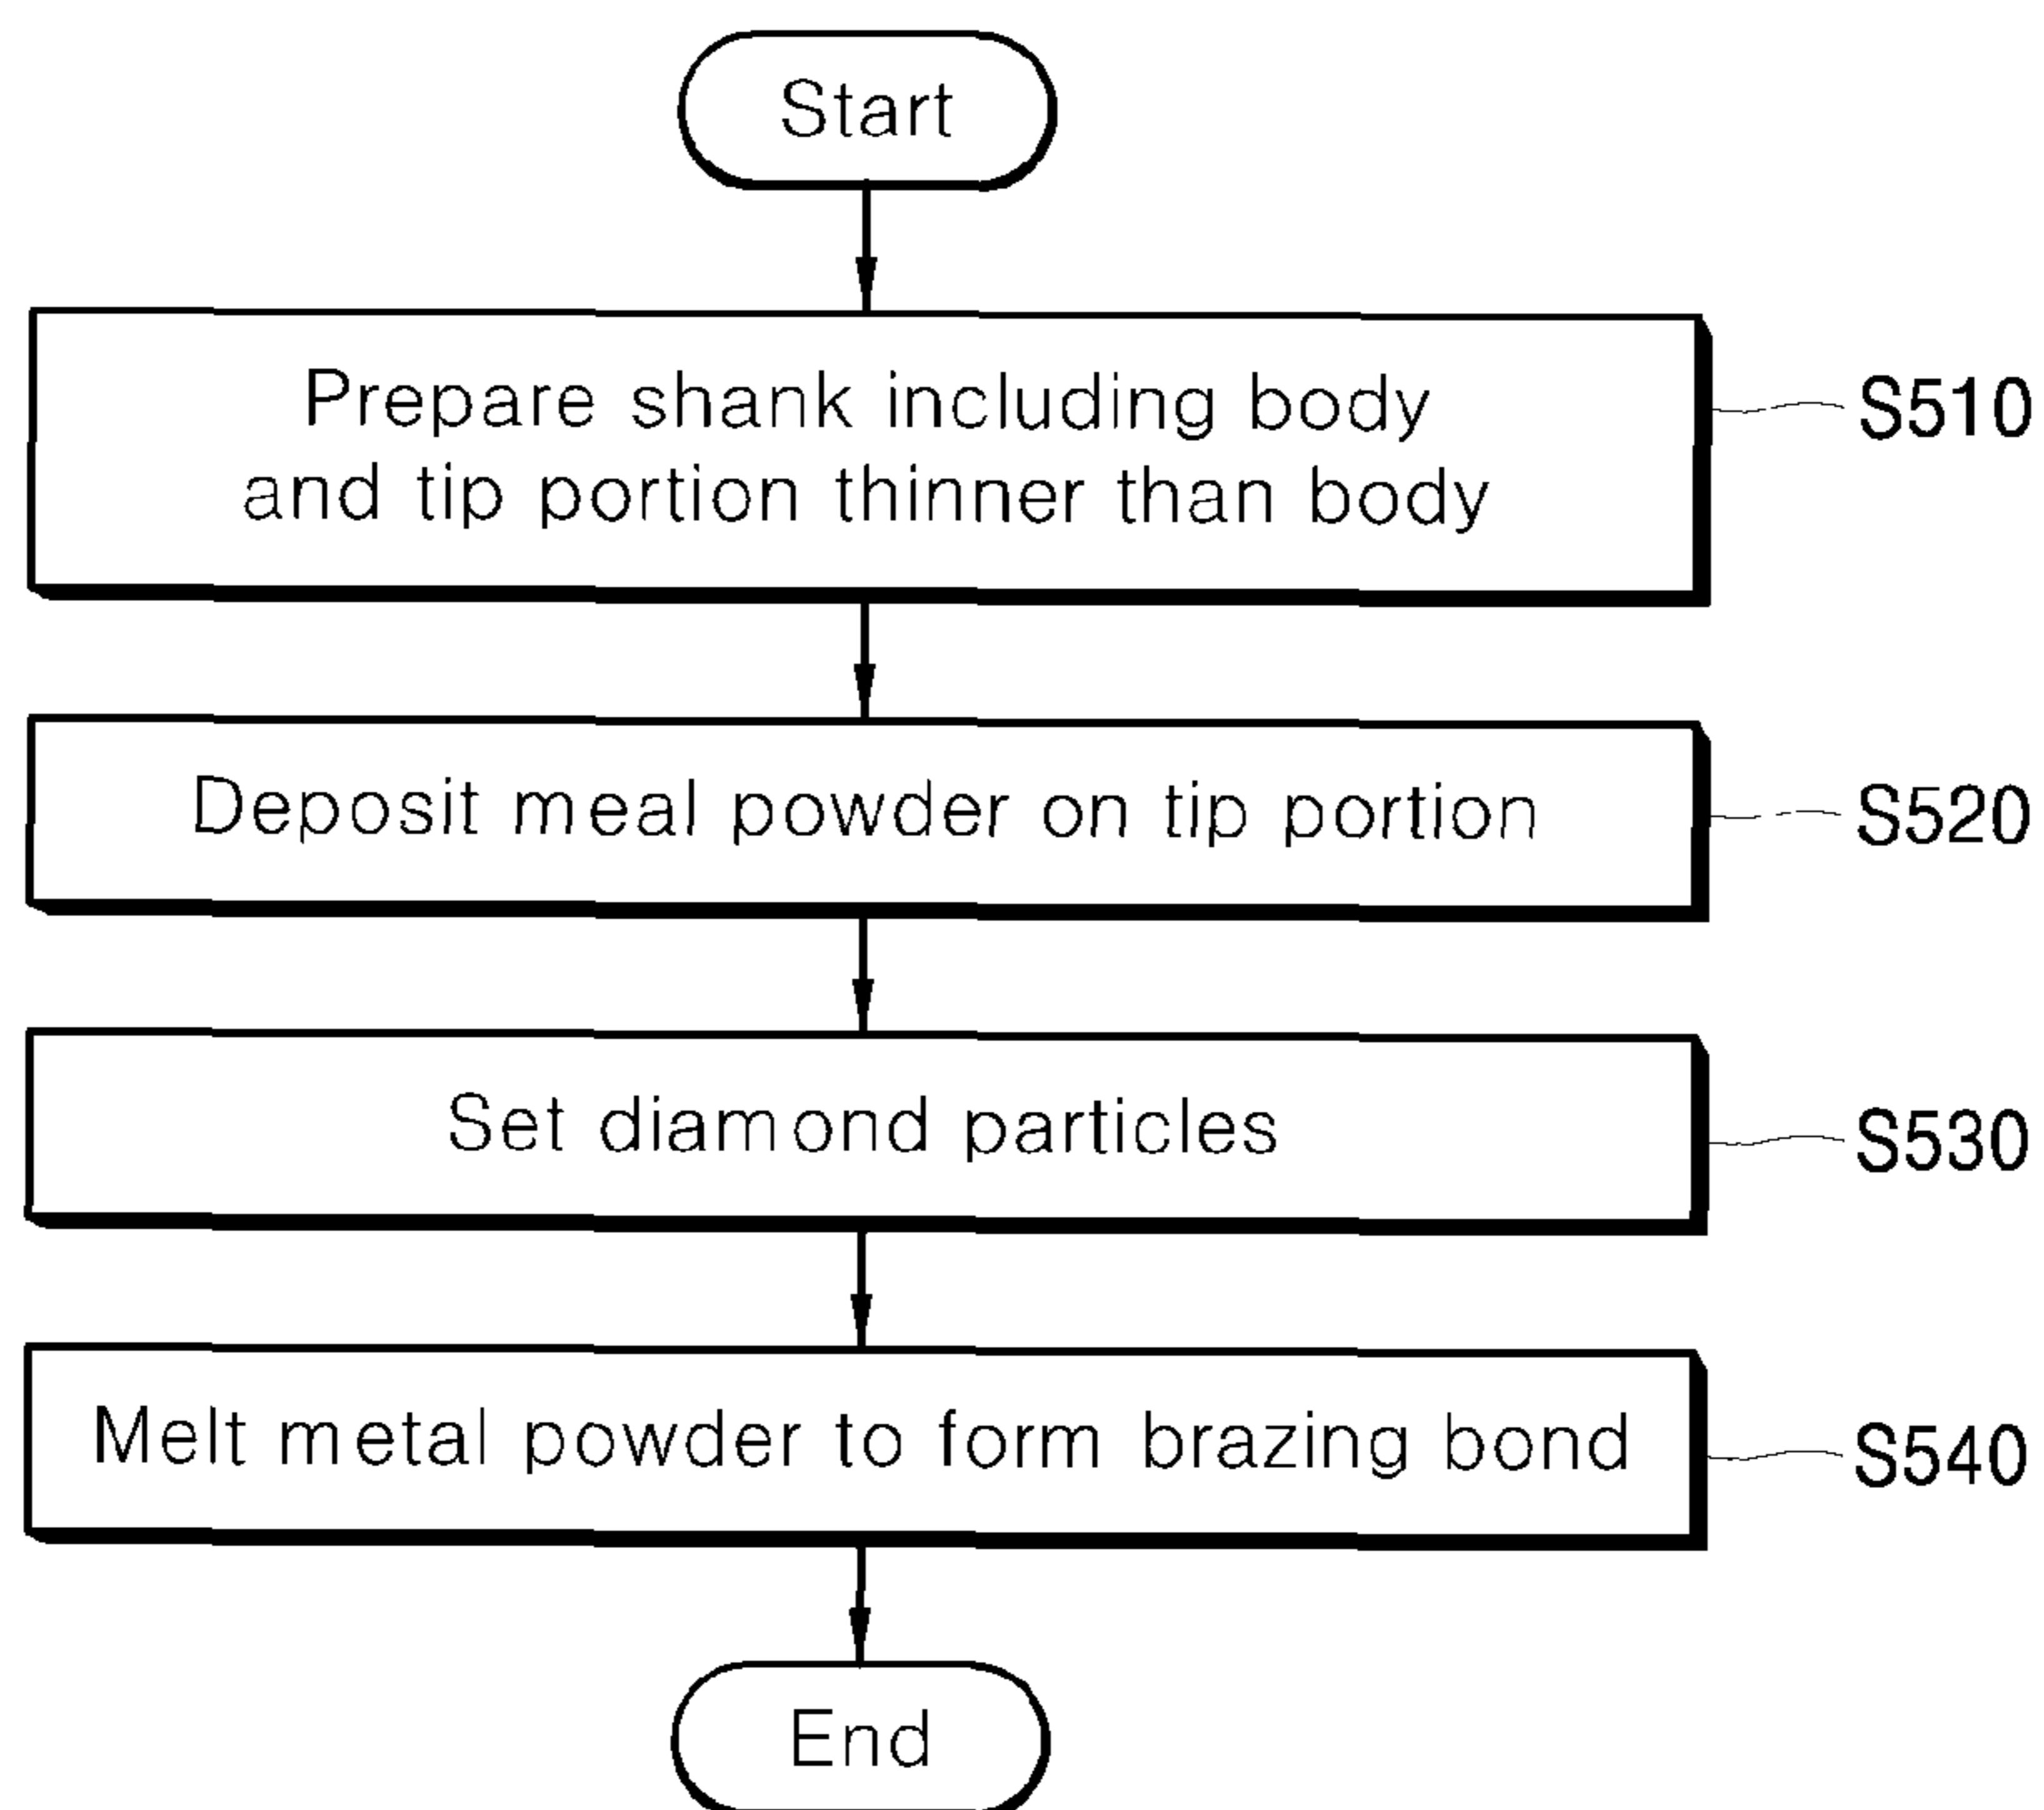 Start
Prepare shank including body
and tip portion thinner than body
S510
Deposit meal powder on tip portion
S520
Set diamond particles
S530
Melt metal powder to form brazing bond
S540
End